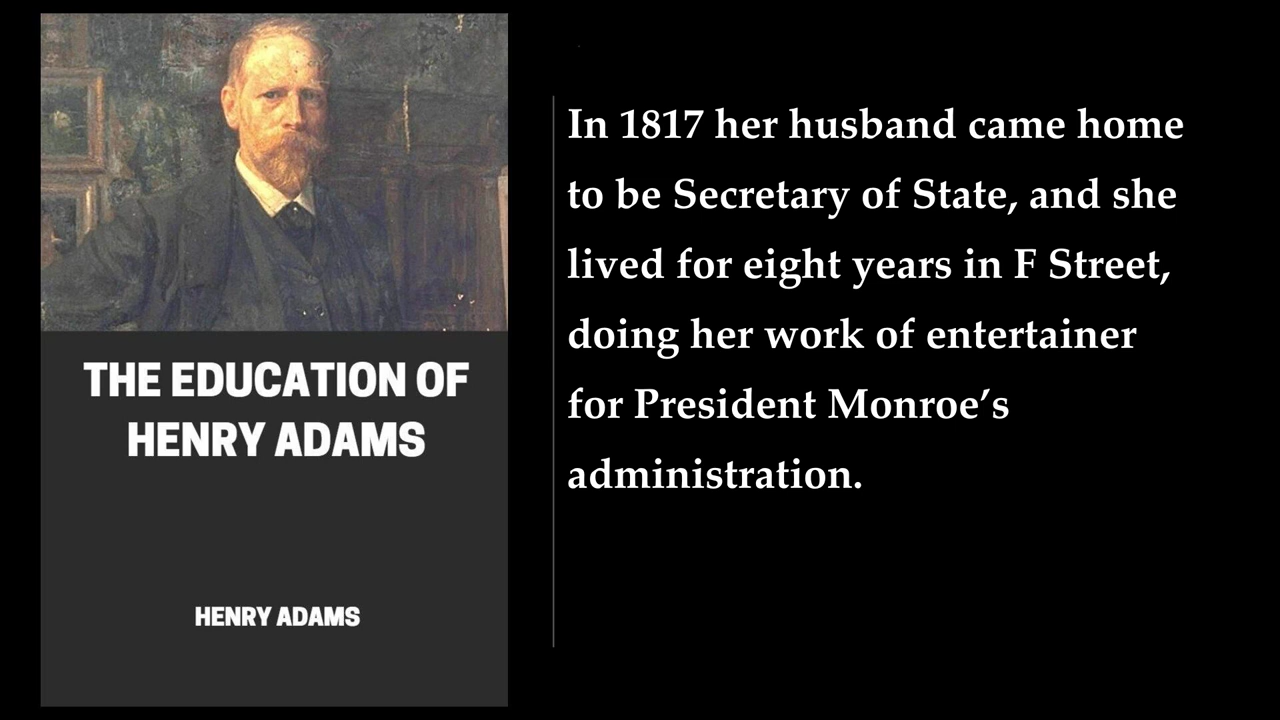 THE EDUCATION OF
HENRY ADAMS
HENRY ADAMS
In 1817 her husband came home
to be Secretary of State, and she
lived for eight years in F Street,
doing her work of entertainer
for President Monroe’s
administration.